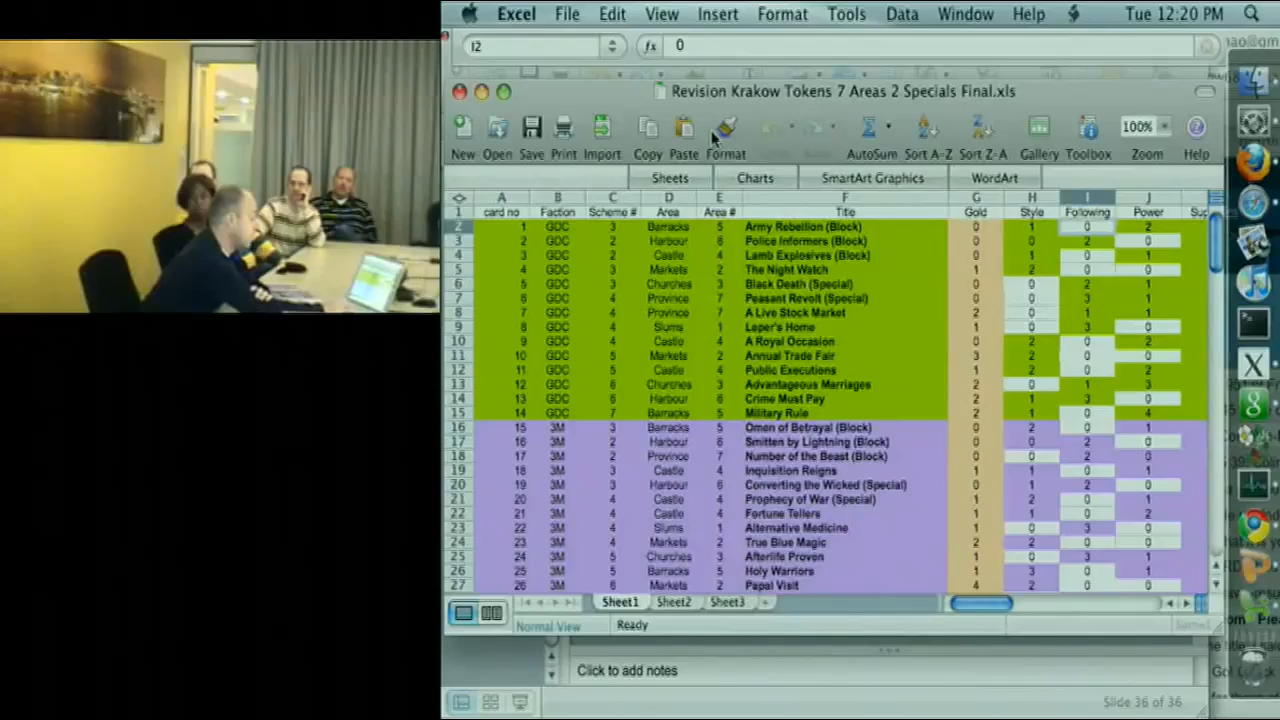 Excel File Edit View Insert Format Tools Data Window Help Tue 12:20 PM
I2 fx 0
Revision Krakow Tokens 7 Areas 2 Specials Final.xls
New Open Save Print Import Copy Paste Format AutoSum Sort A-Z Sort Z-A Gallery Toolbox 100% Zoom Help
Sheets Charts SmartArt Graphics WordArt
A B C D E F G H I J
1 card no Faction Scheme # Area Area # Title Gold Style Following Power
2 1 GDC 3 Barracks 5 Army Rebellion (Block) 0 1 0 2
3 2 GDC 2 Harbour 6 Police Informers (Block) 0 0 2 0
4 3 GDC 2 Castle 4 Lamb Explosives (Block) 0 1 0 1
5 4 GDC 3 Markets 2 The Night Watch 1 2 0 0
6 5 GDC 3 Churches 3 Black Death (Special) 0 0 2 1
7 6 GDC 4 Province 7 Peasant Revolt (Special) 0 0 3 1
8 7 GDC 4 Province 7 A Live Stock Market 2 0 1 1
9 8 GDC 4 Slums 1 Leper's Home 1 0 3 0
10 9 GDC 4 Castle 4 A Royal Occasion 0 2 0 2
11 10 GDC 5 Markets 2 Annual Trade Fair 3 2 0 0
12 11 GDC 5 Castle 4 Public Executions 1 2 0 2
13 12 GDC 6 Churches 3 Advantageous Marriages 2 0 1 3
14 13 GDC 6 Harbour 6 Crime Must Pay 2 1 3 0
15 14 GDC 7 Barracks 5 Military Rule 2 1 0 4
16 15 3M 3 Barracks 5 Omen of Betrayal (Block) 0 2 0 1
17 16 3M 2 Harbour 6 Smitten by Lightning (Block) 0 0 2 0
18 17 3M 2 Province 7 Number of the Beast (Block) 0 0 2 0
19 18 3M 3 Castle 4 Inquisition Reigns 1 1 0 1
20 19 3M 3 Harbour 6 Converting the Wicked (Special) 0 1 2 0
21 20 3M 4 Castle 4 Prophecy of War (Special) 1 2 0 1
22 21 3M 4 Castle 4 Fortune Tellers 1 1 0 2
23 22 3M 4 Slums 1 Alternative Medicine 1 0 3 0
24 23 3M 4 Markets 2 True Blue Magic 2 2 0 0
25 24 3M 5 Churches 3 Afterlife Proven 1 0 3 1
26 25 3M 5 Barracks 5 Holy Warriors 1 3 0 1
27 26 3M 6 Markets 2 Papal Visit 4 2 0 0
Sheet1 Sheet2 Sheet3
Normal View Ready
Click to add notes
Slide 36 of 36